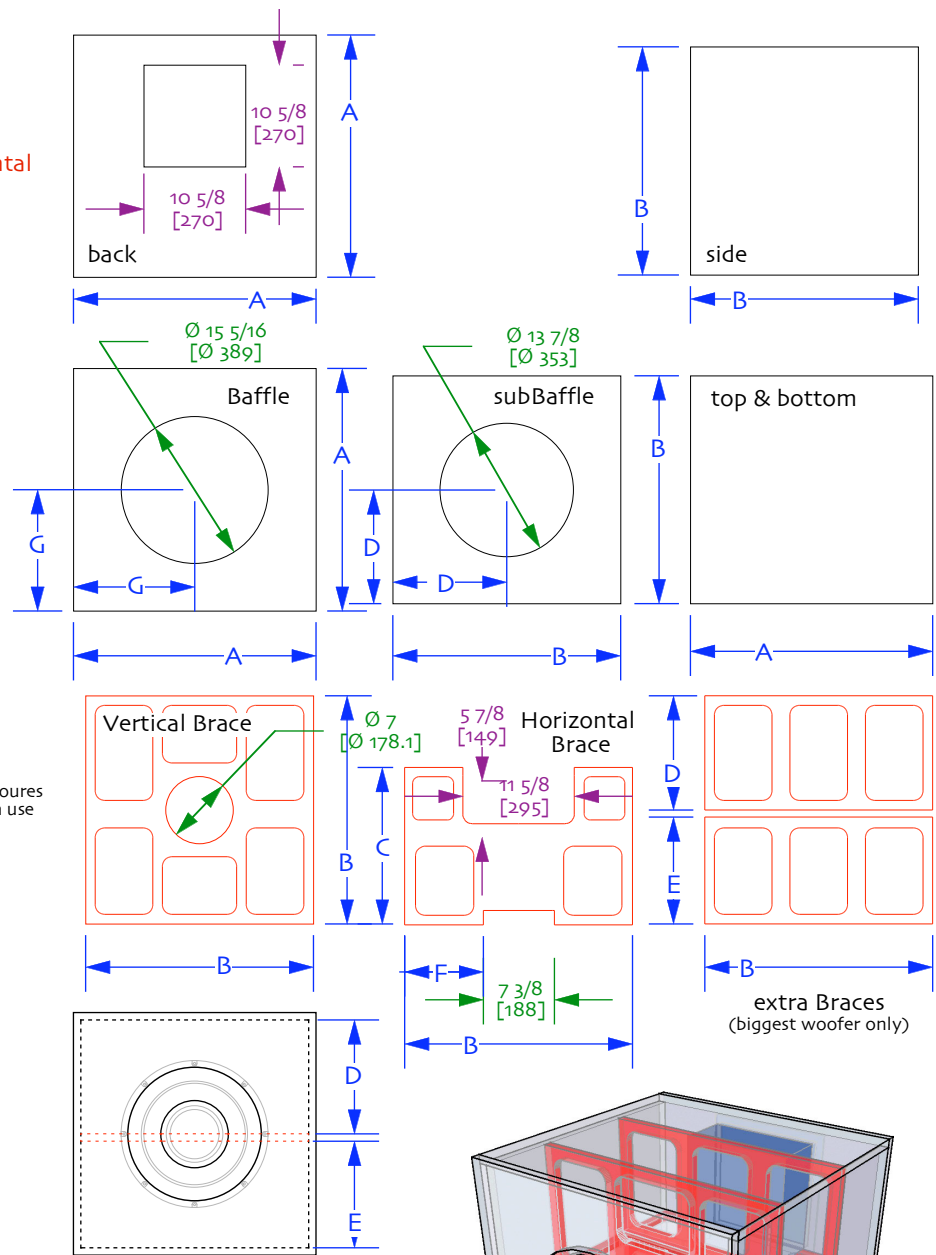 A
10 5/8
[270]
10 5/8
[270]
back
A
B
side
B
Ø 15 5/16
[Ø 389]
Baffle
A
G
G
A
Ø 13 7/8
[Ø 353]
subBaffle
D
D
B
top & bottom
B
A
Vertical Brace
Ø 7
[Ø 178.1]
B
B
5 7/8
[149]
Horizontal
Brace
11 5/8
[295]
C
F
7 3/8
[188]
B
D
E
B
extra Braces
(biggest woofer only)
use
D
E